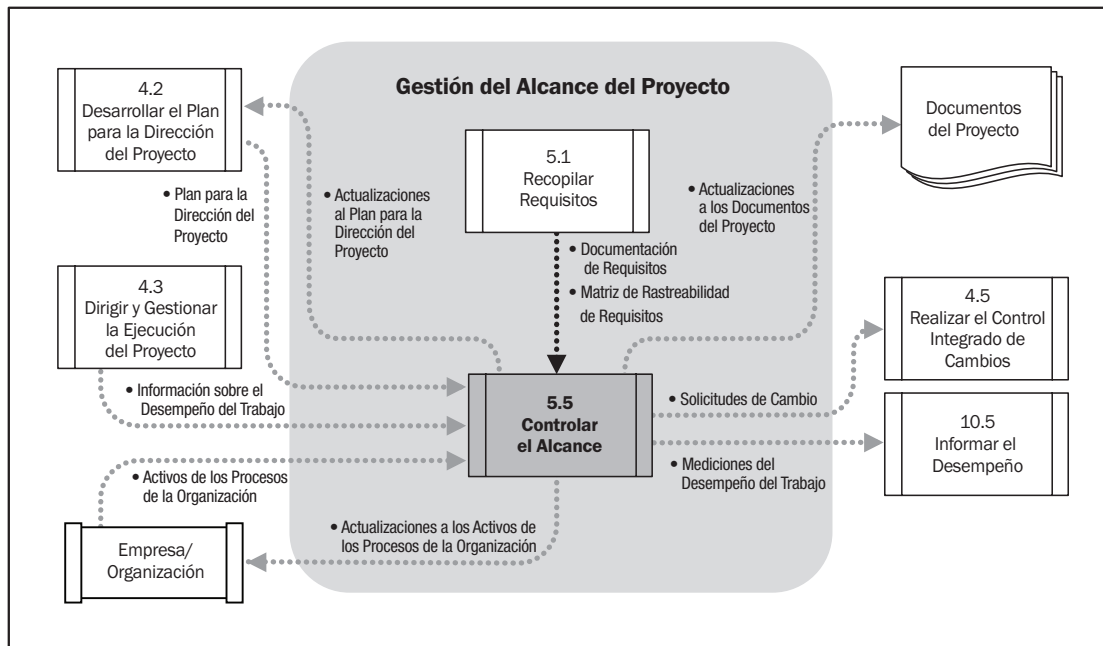 Gestión del Alcance del Proyecto
4.2
Desarrollar el Plan
para la Dirección
del Proyecto
• Plan para la
Dirección del
Proyecto
4.3
Dirigir y Gestionar
la Ejecución
del Proyecto
• Información sobre el
Desempeño del Trabajo
• Activos de los Procesos
de la Organización
Empresa/
Organización
• Actualizaciones
al Plan para la
Dirección del
Proyecto
5.1
Recopilar
Requisitos
• Documentación
de Requisitos
• Matriz de Rastreabilidad
de Requisitos
5.5
Controlar
el Alcance
• Actualizaciones a los Activos de
los Procesos de la Organización
• Actualizaciones
a los Documentos
del Proyecto
• Solicitudes de Cambio
• Mediciones del
Desempeño del Trabajo
Documentos
del Proyecto
4.5
Realizar el Control
Integrado de
Cambios
10.5
Informar el
Desempeño